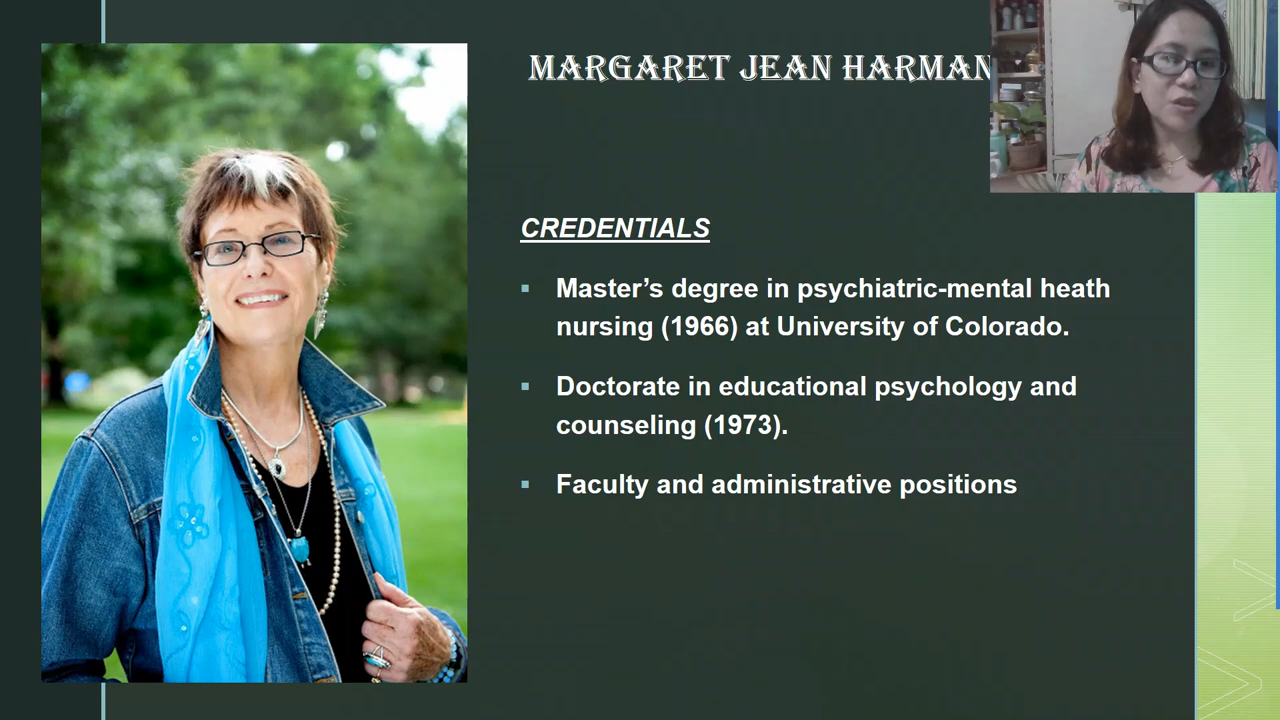 MARGARET JEAN HARMAN
CREDENTIALS
▪ Master’s degree in psychiatric-mental heath
nursing (1966) at University of Colorado.
▪ Doctorate in educational psychology and
counseling (1973).
▪ Faculty and administrative positions